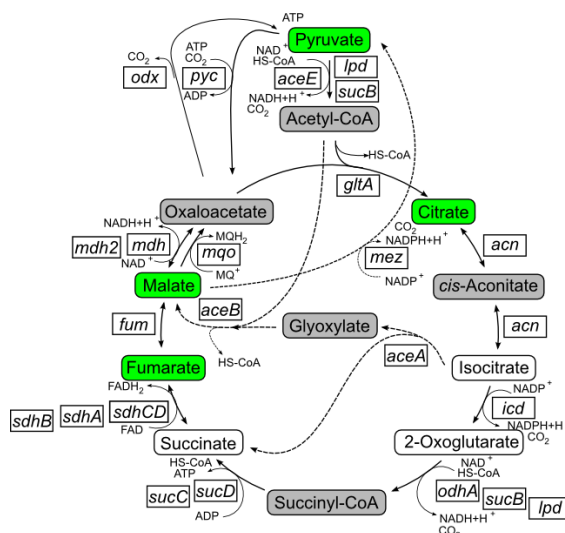 ATP
Pyruvate
CO2
odx
ATP
CO2
pyc
ADP
NAD+
HS-CoA
aceE
NADH+H+
CO2
lpd
sucB
Acetyl-CoA
HS-CoA
gltA
Oxaloacetate
Citrate
NADH+H+
mdh2
mdh
NAD+
MQH2
mqo
MQ+
CO2
NADPH+H+
mez
NADP+
acn
Malate
cis-Aconitate
aceB
fum
Glyoxylate
acn
HS-CoA
aceA
Fumarate
Isocitrate
FADH2
sdhB
sdhA
sdhCD
FAD
NADP+
icd
NADPH+H
CO2
Succinate
2-Oxoglutarate
HS-CoA
ATP
sucC
sucD
ADP
Succinyl-CoA
NAD+
HS-CoA
odhA
sucB
lpd
NADH+H+
CO2